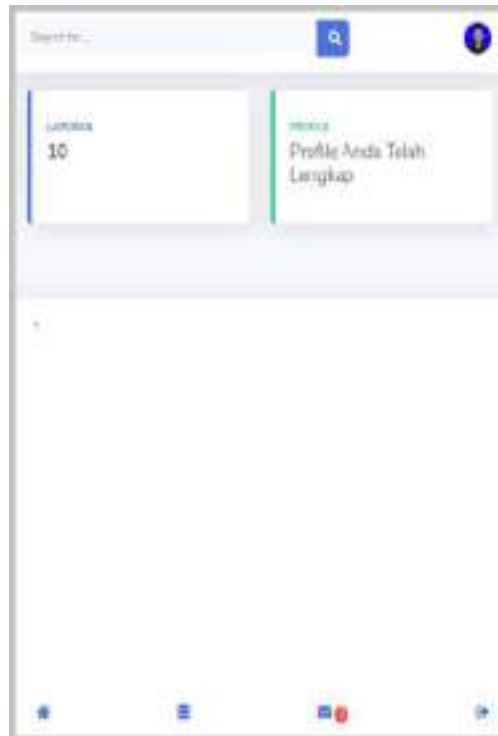 Search for...
LAPORAN
10
PROFILE
Profile Anda Telah
Lengkap